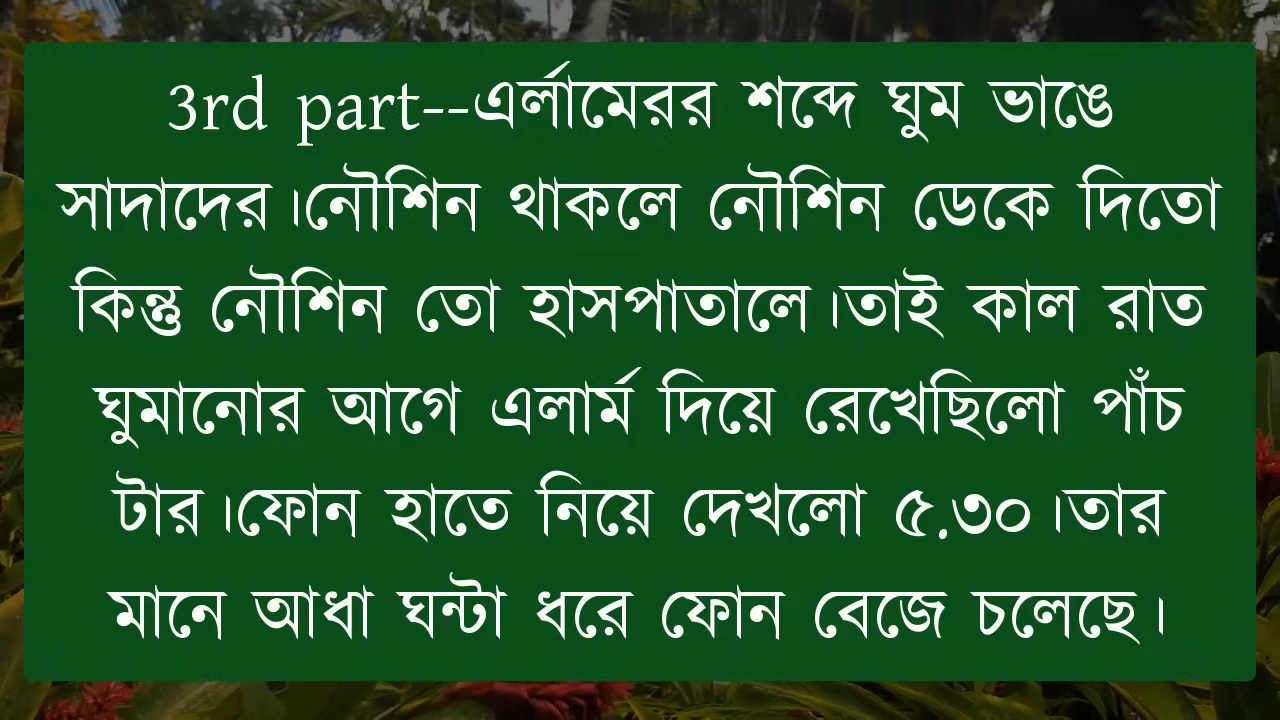 3rd part--এর্লামেরর শব্দে ঘুম ভাঙে
সাদাদের।নৌশিন থাকলে নৌশিন ডেকে দিতো
কিন্তু নৌশিন তো হাসপাতালে।তাই কাল রাত
ঘুমানোর আগে এলার্ম দিয়ে রেখেছিলো পাঁচ
টার।ফোন হাতে নিয়ে দেখলো ৫.৩০।তার
মানে আধা ঘন্টা ধরে ফোন বেজে চলেছে।